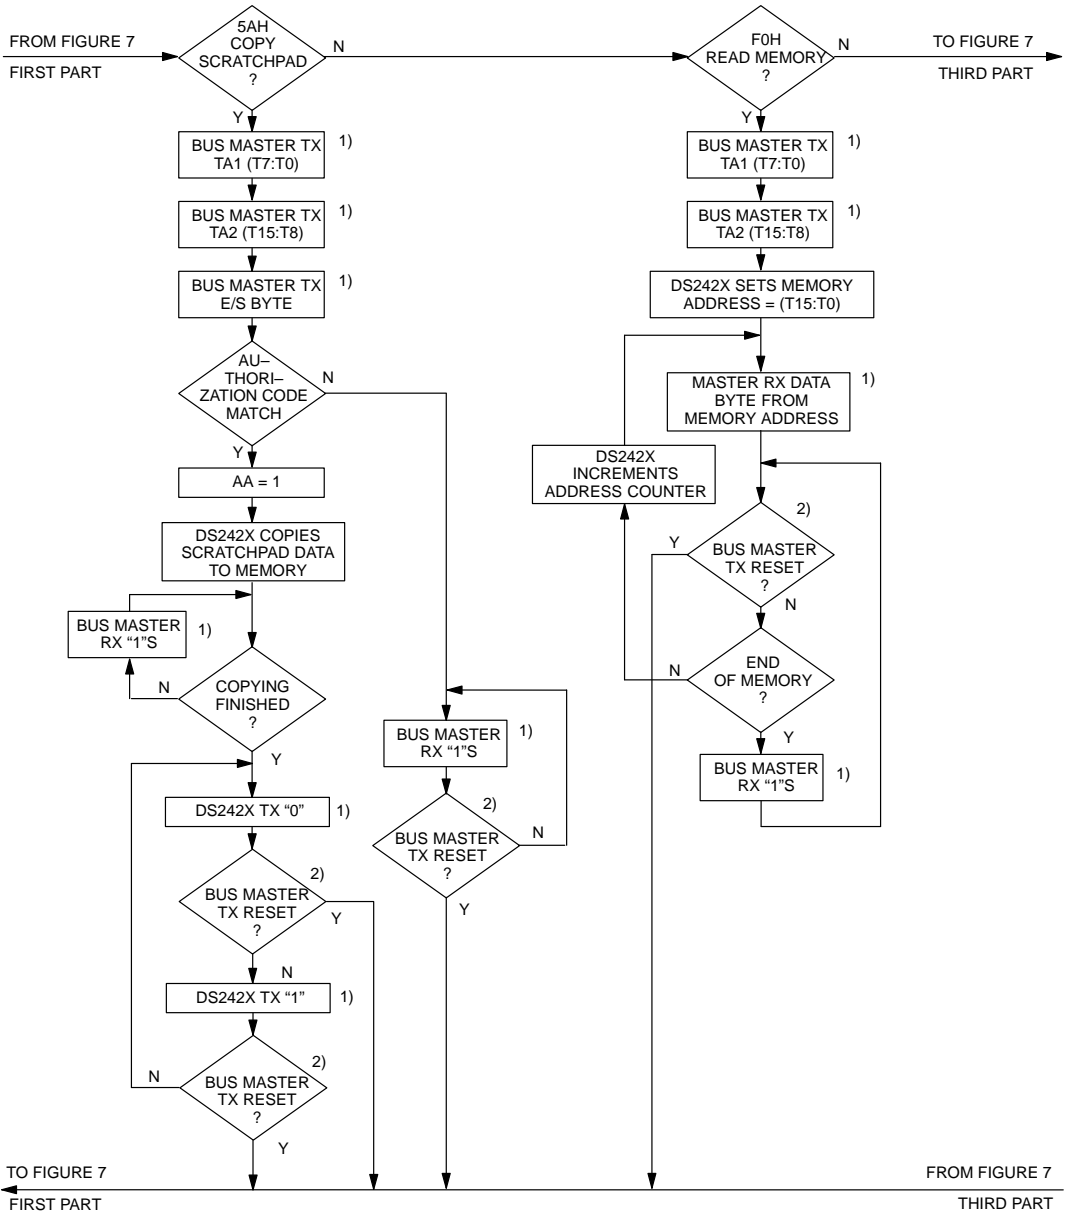 FROM FIGURE 7
FIRST PART
5AH
COPY
SCRATCHPAD
?
N
Y
F0H
READ MEMORY
?
N
Y
TO FIGURE 7
THIRD PART
BUS MASTER TX
TA1 (T7:T0)
1)
BUS MASTER TX
TA2 (T15:T8)
1)
BUS MASTER TX
E/S BYTE
1)
AU–
THORI–
ZATION CODE
MATCH
N
Y
AA = 1
DS242X COPIES
SCRATCHPAD DATA
TO MEMORY
BUS MASTER
RX “1”S
1)
N
COPYING
FINISHED
?
Y
DS242X TX “0”
1)
2)
BUS MASTER
TX RESET
?
Y
N
DS242X TX “1”
1)
2)
BUS MASTER
TX RESET
?
N
Y
BUS MASTER
RX “1”S
1)
2)
BUS MASTER
TX RESET
?
N
Y
BUS MASTER TX
TA1 (T7:T0)
1)
BUS MASTER TX
TA2 (T15:T8)
1)
DS242X SETS MEMORY
ADDRESS = (T15:T0)
MASTER RX DATA
BYTE FROM
MEMORY ADDRESS
1)
DS242X
INCREMENTS
ADDRESS COUNTER
2)
BUS MASTER
TX RESET
?
Y
N
END
OF MEMORY
?
N
Y
BUS MASTER
RX “1”S
1)
TO FIGURE 7
FIRST PART
FROM FIGURE 7
THIRD PART